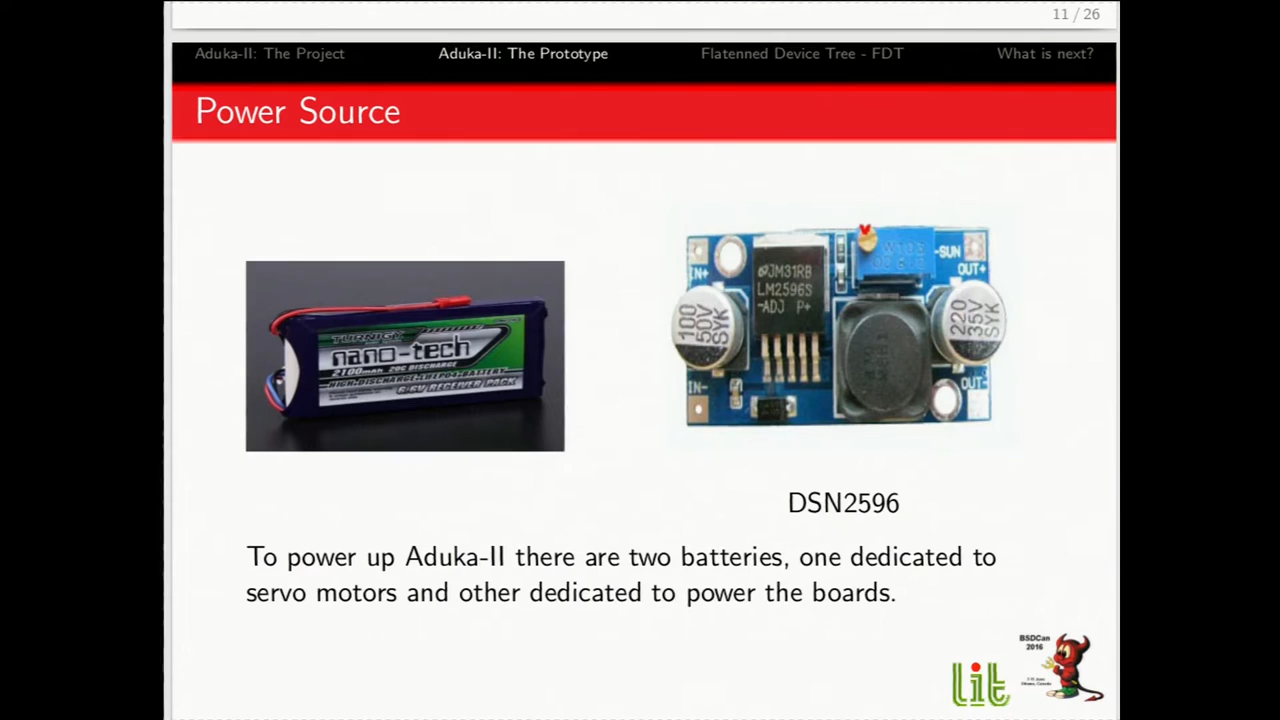 11 / 26
Aduka-II: The Project
Aduka-II: The Prototype
Flatenned Device Tree - FDT
What is next?
Power Source
TURNIGY
nano-tech
2100mah 20C DISCHARGE
6.6V RECEIVER PACK
IN+
JM31RB
LM2596S
-ADJ P+
-SUN
OUT+
100
50V
SYK
220
35V
SYK
IN-
OUT-
DSN2596
To power up Aduka-II there are two batteries, one dedicated to
servo motors and other dedicated to power the boards.
BSDCan
2016
lit